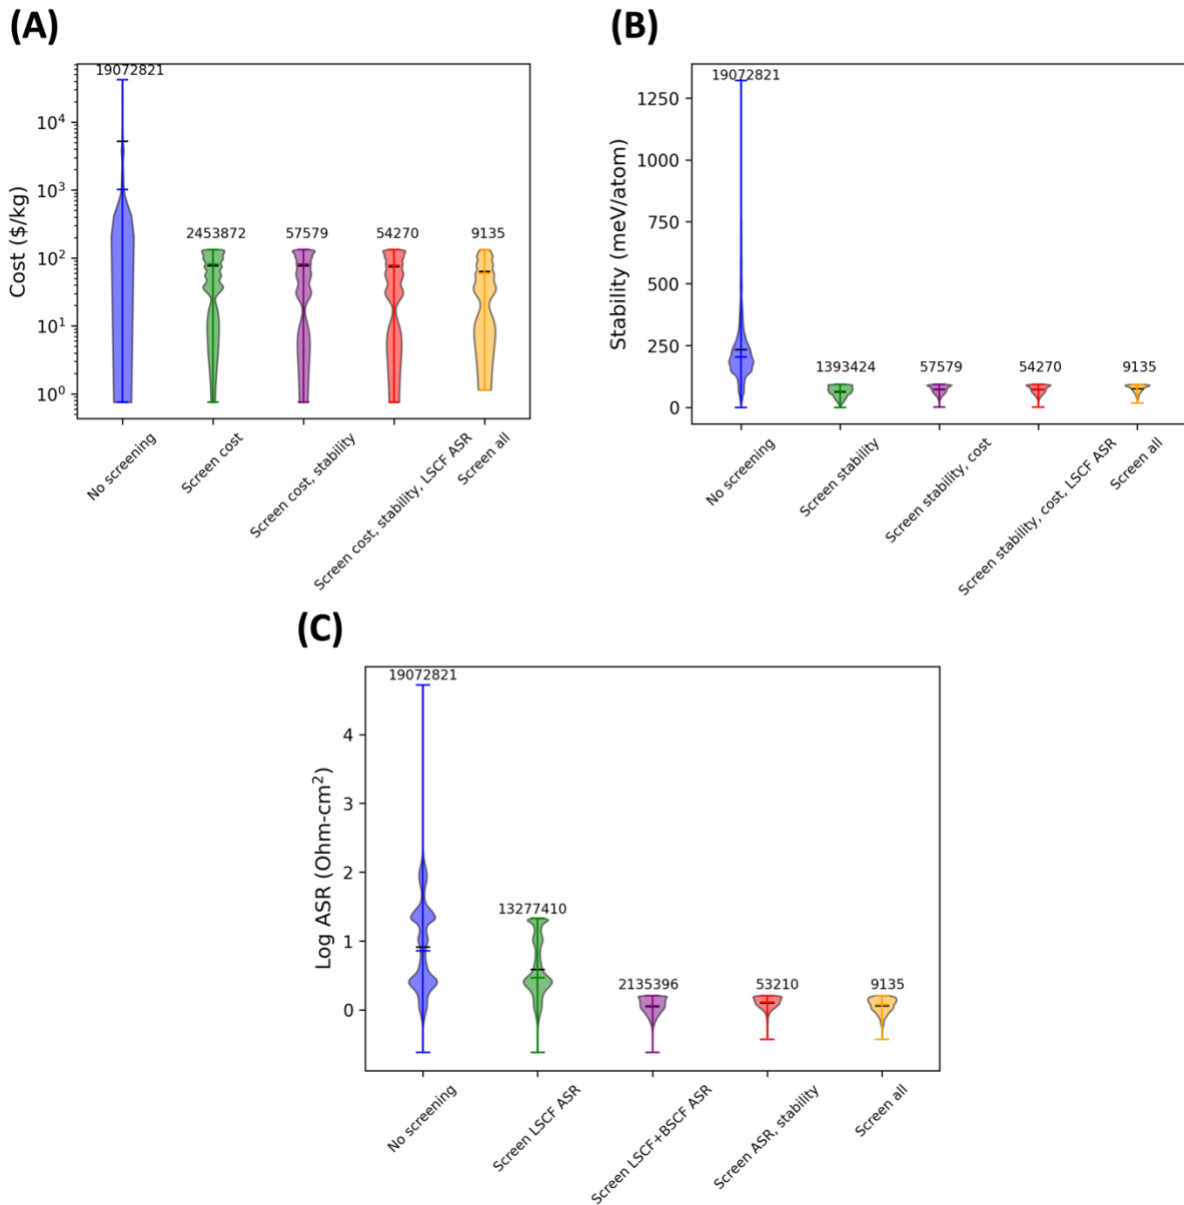 (A)
19072821
2453872
57579
54270
9135
10⁴
10³
10²
10¹
10⁰
Cost ($/kg)
No screening
Screen cost
Screen cost, stability
Screen cost, stability, LSCF ASR
Screen all
(B)
19072821
1393424
57579
54270
9135
1250
1000
750
500
250
0
Stability (meV/atom)
No screening
Screen stability
Screen stability, cost
Screen stability, cost, LSCF ASR
Screen all
(C)
19072821
13277410
2135396
53210
9135
4
3
2
1
0
Log ASR (Ohm-cm²)
No screening
Screen LSCF ASR
Screen LSCF+BSCF ASR
Screen ASR, stability
Screen all